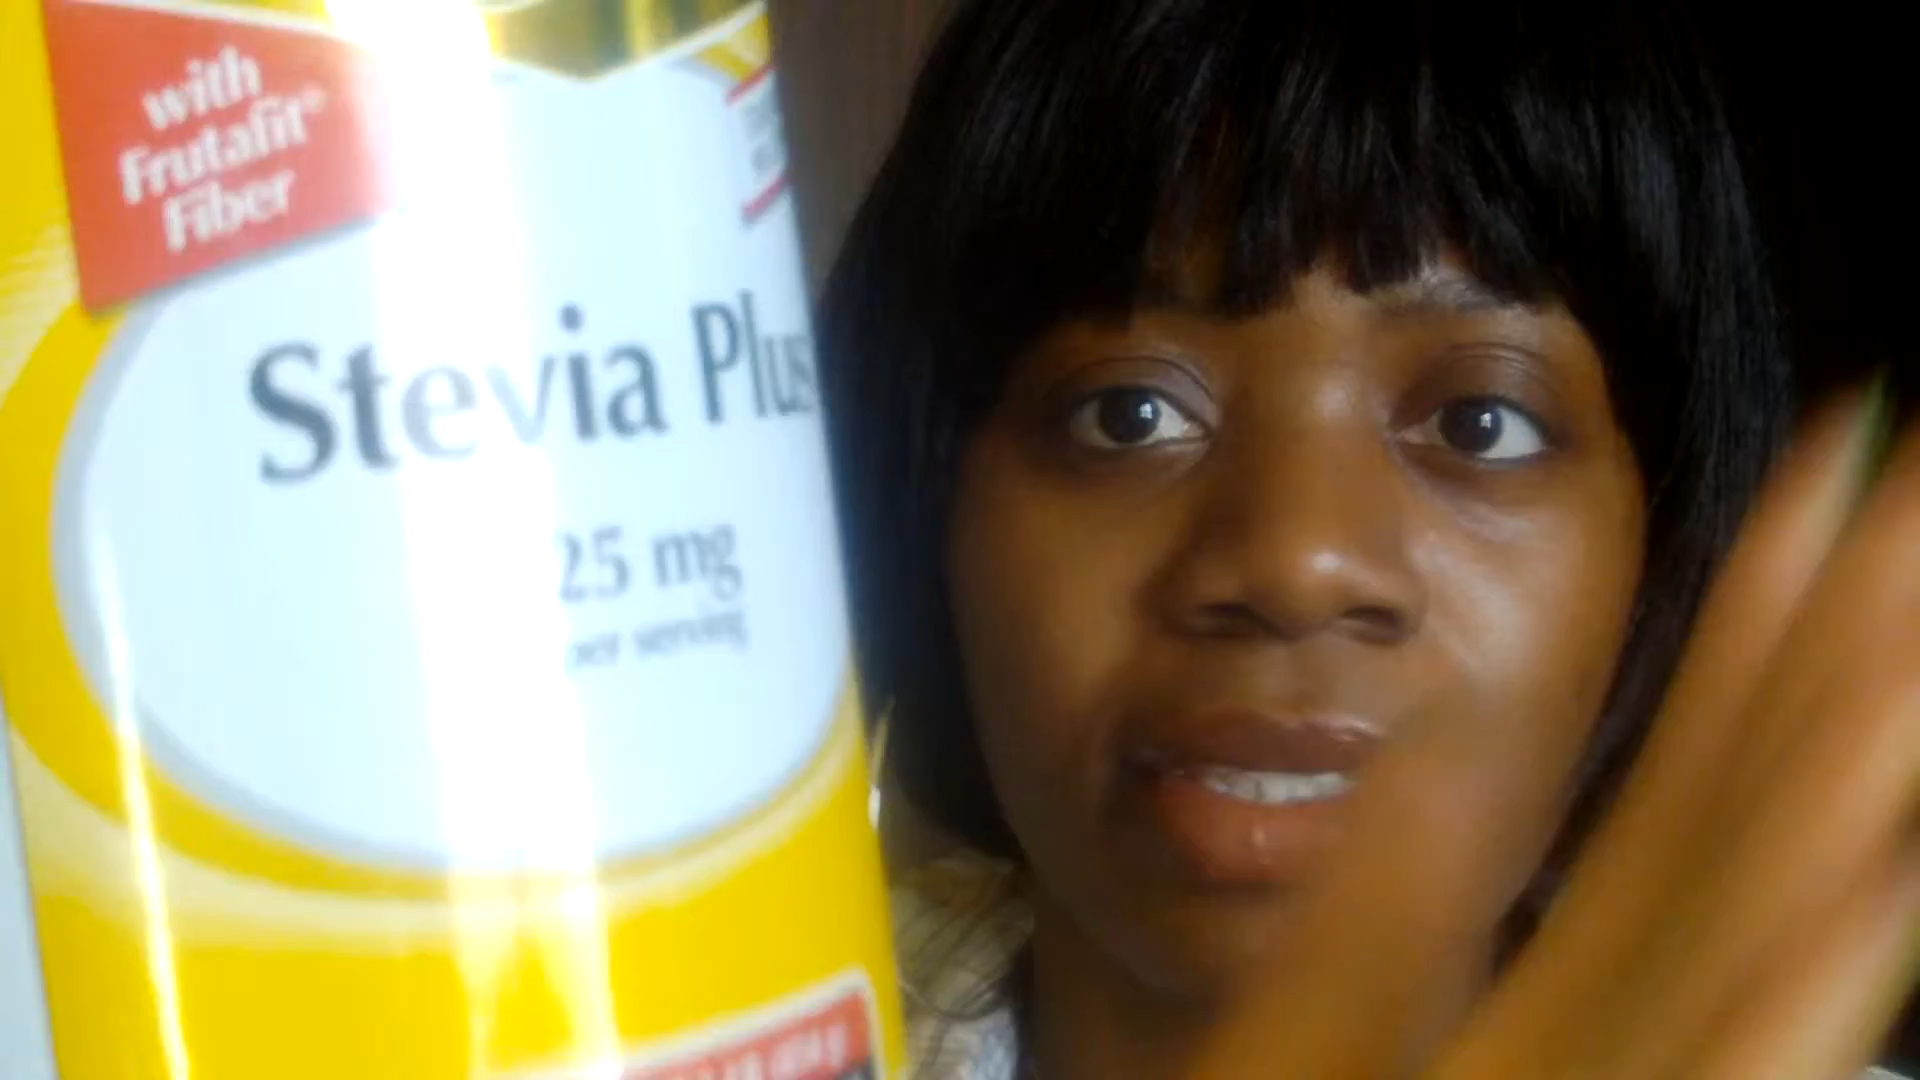 with
Frutafit®
Fiber
Stevia Plus
25 mg
per serving